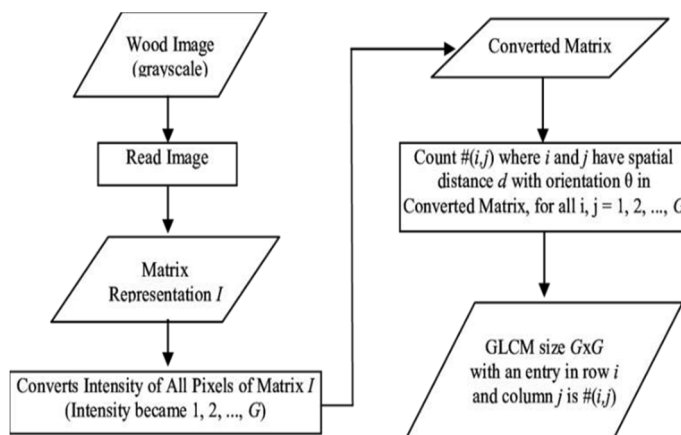 Wood Image
(grayscale)
Read Image
Matrix
Representation I
Converts Intensity of All Pixels of Matrix I
(Intensity became 1, 2, ..., G)
Converted Matrix
Count #(i,j) where i and j have spatial
distance d with orientation θ in
Converted Matrix, for all i, j = 1, 2, ..., G
GLCM size GxG
with an entry in row i
and column j is #(i,j)